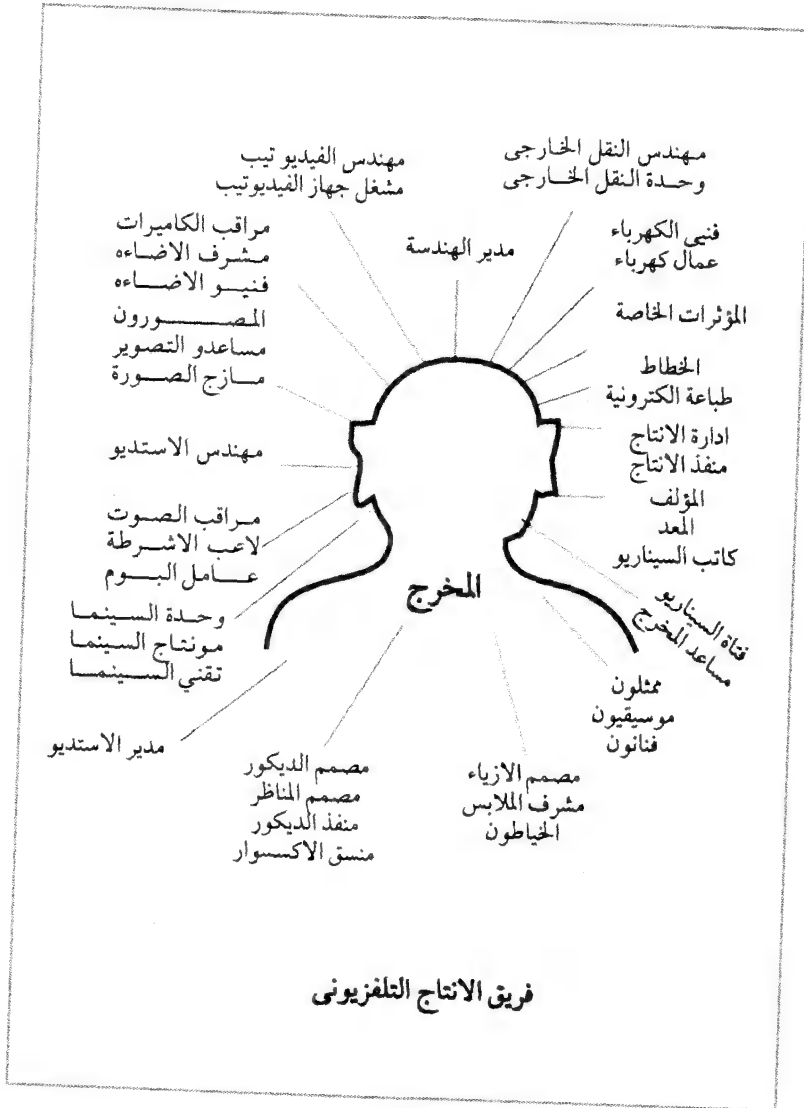 مهندس النقل الخارجى
وحدة النقل الخارجى
مهندس الفيديو تيب
مشغل جهاز الفيديوتيب
مدير الهندسة
فنيى الكهرباء
عمال كهرباء
المؤثرات الخاصة
الخطاط
طباعة الكترونية
ادارة الانتاج
منفذ الانتاج
المؤلف
المعد
كاتب السيناريو
فتاة السيناريو
مساعد المخرج
ممثلون
موسيقيون
فنانون
مصمم الازياء
مشرف الملابس
الخياطون
مراقب الكاميرات
مشرف الاضاءه
فنيو الاضاءه
المصورون
مساعدو التصوير
مازج الصورة
مهندس الاستديو
مراقب الصوت
لاعب الاشرطة
عامل البوم
وحدة السينما
مونتاج السينما
تقني السينما
مدير الاستديو
مصمم الديكور
مصمم المناظر
منفذ الديكور
منسق الاكسسوار
المخرج
فريق الانتاج التلفزيونى